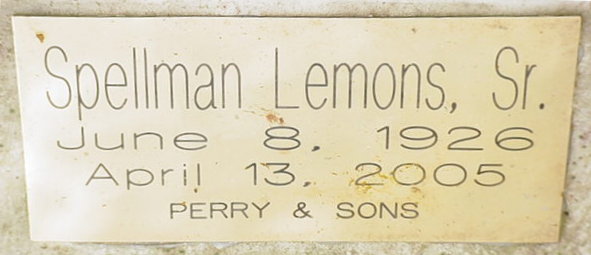 Spellman Lemons, Sr.
June 8, 1926
April 13, 2005
PERRY & SONS